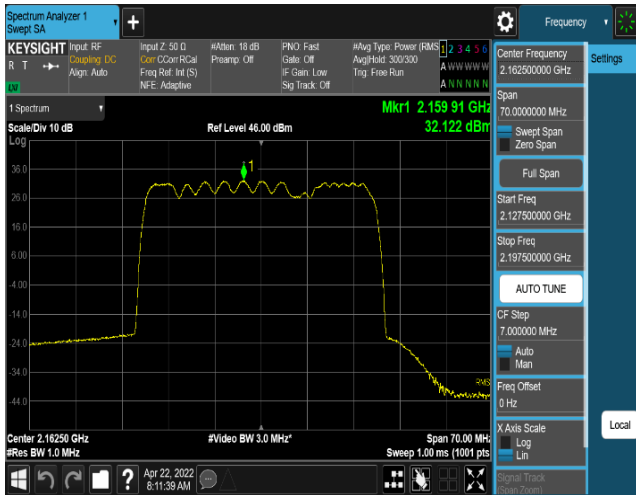 Spectrum Analyzer 1
Swept SA
Frequency
KEYSIGHT
R T
LXI
Input: RF
Coupling: DC
Align: Auto
Input Z: 50 Ω
Corr CCorr RCal
Freq Ref: Int (S)
NFE: Adaptive
#Atten: 18 dB
Preamp: Off
PNO: Fast
Gate: Off
IF Gain: Low
Sig Track: Off
#Avg Type: Power (RMS
Avg|Hold: 300/300
Trig: Free Run
1 2 3 4 5 6
A W W W W W
A N N N N N
1 Spectrum
Scale/Div 10 dB
Log
Ref Level 46.00 dBm
Mkr1 2.159 91 GHz
32.122 dBm
1
36.0
26.0
16.0
6.00
-4.00
-14.0
-24.0
-34.0
-44.0
RMS
Center 2.16250 GHz
#Res BW 1.0 MHz
#Video BW 3.0 MHz*
Span 70.00 MHz
Sweep 1.00 ms (1001 pts)
Center Frequency
2.162500000 GHz
Span
70.0000000 MHz
Swept Span
Zero Span
Full Span
Start Freq
2.127500000 GHz
Stop Freq
2.197500000 GHz
AUTO TUNE
CF Step
7.000000 MHz
Auto
Man
Freq Offset
0 Hz
X Axis Scale
Log
Lin
Signal Track
(Span Zoom)
Settings
Local
?
Apr 22, 2022
8:11:39 AM